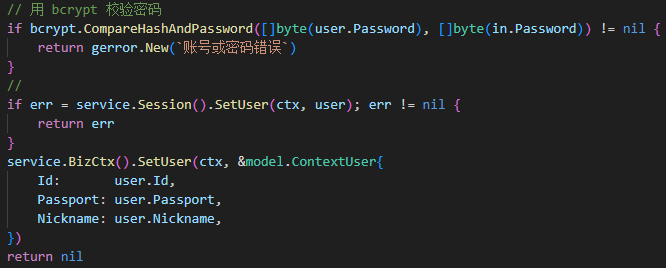 // 用 bcrypt 校验密码
if bcrypt.CompareHashAndPassword([]byte(user.Password), []byte(in.Password)) != nil {
    return gerror.New(`账号或密码错误`)
}
//
if err = service.Session().SetUser(ctx, user); err != nil {
    return err
}
service.BizCtx().SetUser(ctx, &model.ContextUser{
    Id:       user.Id,
    Passport: user.Passport,
    Nickname: user.Nickname,
})
return nil